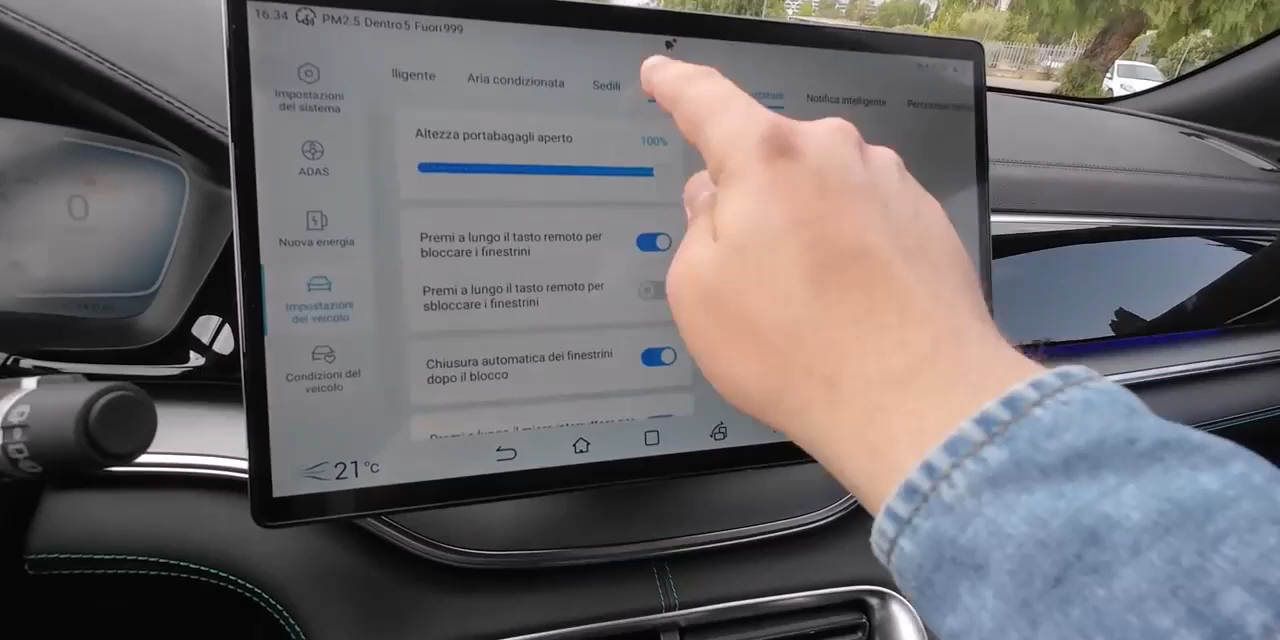 16.34 PM2.5 Dentro 5 Fuori 999
lligente
Aria condizionata
Sedili
Notifica intelligente
Impostazioni
del sistema
ADAS
Nuova energia
Impostazioni
del veicolo
Condizioni del
veicolo
Altezza portabagagli aperto
100%
Premi a lungo il tasto remoto per
bloccare i finestrini
Premi a lungo il tasto remoto per
sbloccare i finestrini
Chiusura automatica dei finestrini
dopo il blocco
21°C
0